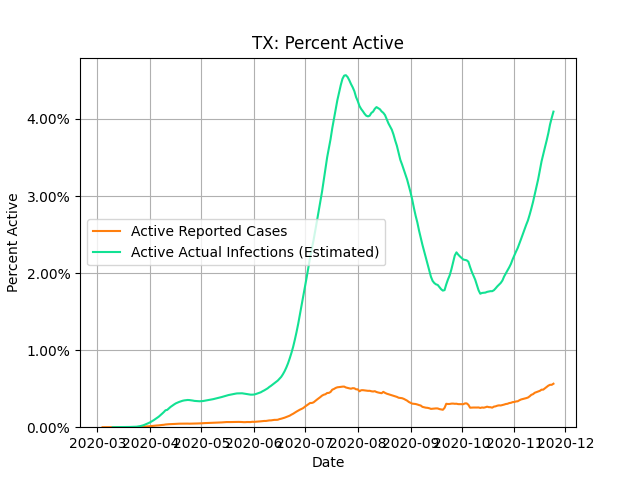 TX: Percent Active
Percent Active
4.00%
3.00%
2.00%
1.00%
0.00%
Active Reported Cases
Active Actual Infections (Estimated)
2020-03 2020-04 2020-05 2020-06 2020-07 2020-08 2020-09 2020-10 2020-11 2020-12
Date